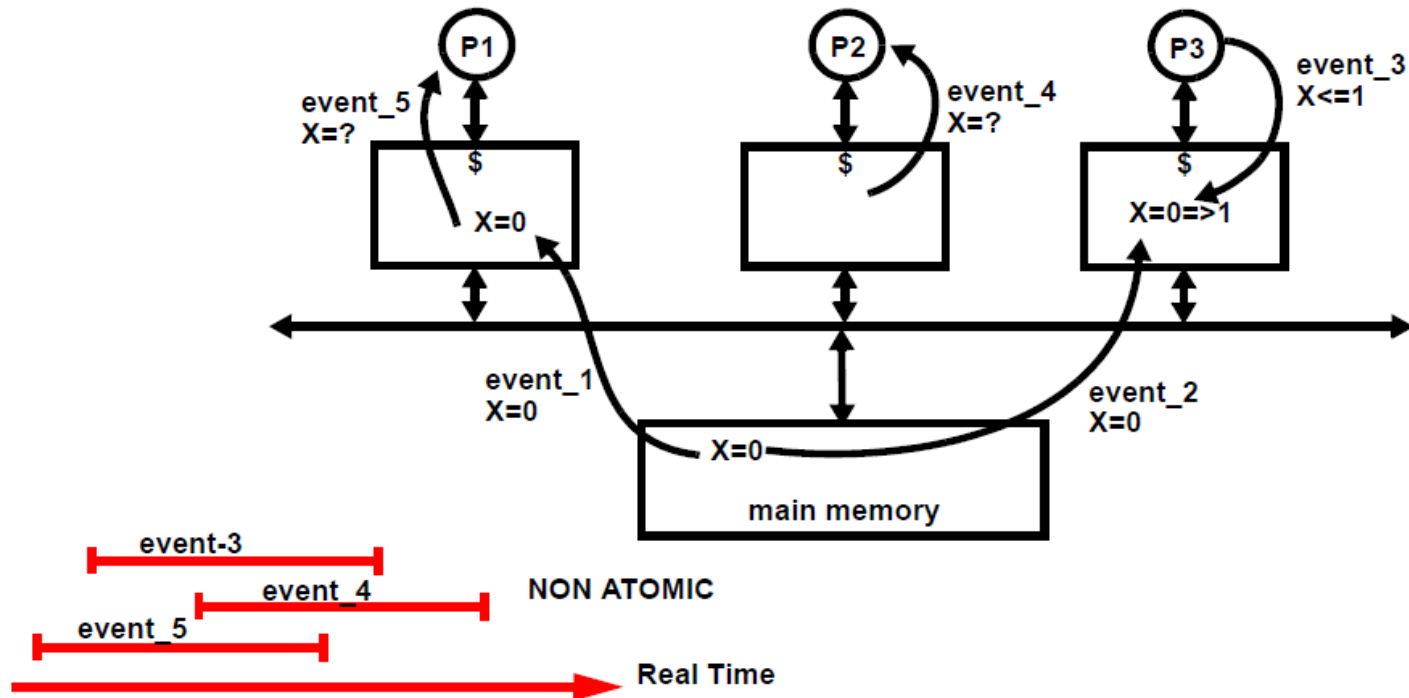 P1
P2
P3
event_5
X=?
event_4
X=?
event_3
X<=1
$
$
$
X=0
X=0=>1
event_1
X=0
event_2
X=0
X=0
main memory
event-3
event_4
NON ATOMIC
event_5
Real Time